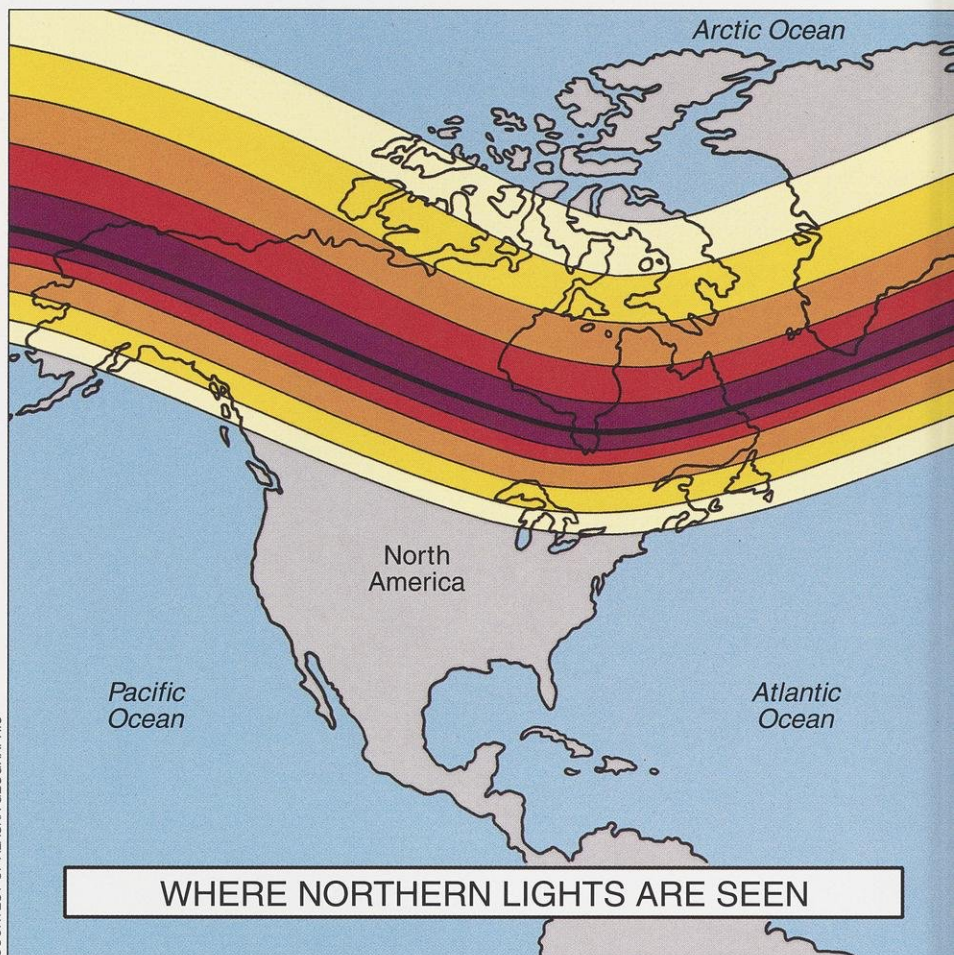 Arctic Ocean
North
America
Pacific
Ocean
Atlantic
Ocean
WHERE NORTHERN LIGHTS ARE SEEN